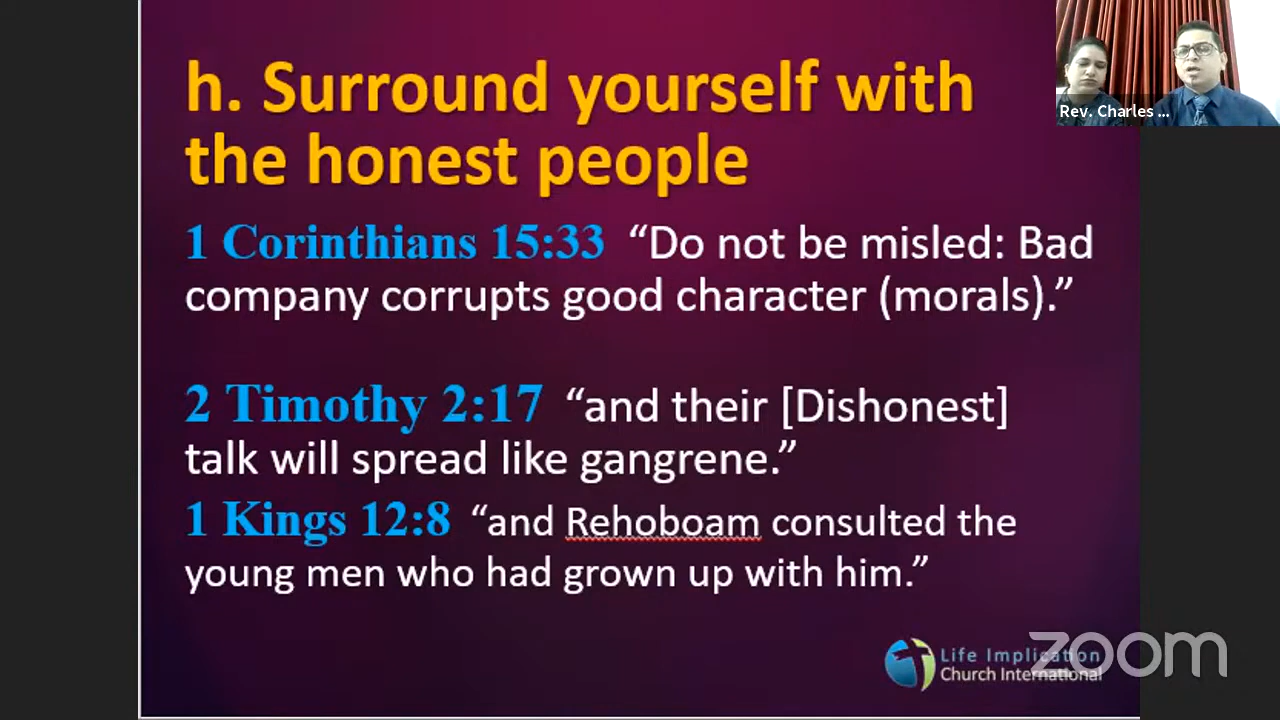 h. Surround yourself with
the honest people
1 Corinthians 15:33 “Do not be misled: Bad
company corrupts good character (morals).”
2 Timothy 2:17 “and their [Dishonest]
talk will spread like gangrene.”
1 Kings 12:8 “and Rehoboam consulted the
young men who had grown up with him.”
Rev. Charles ...
Life Implication
Church International
zoom